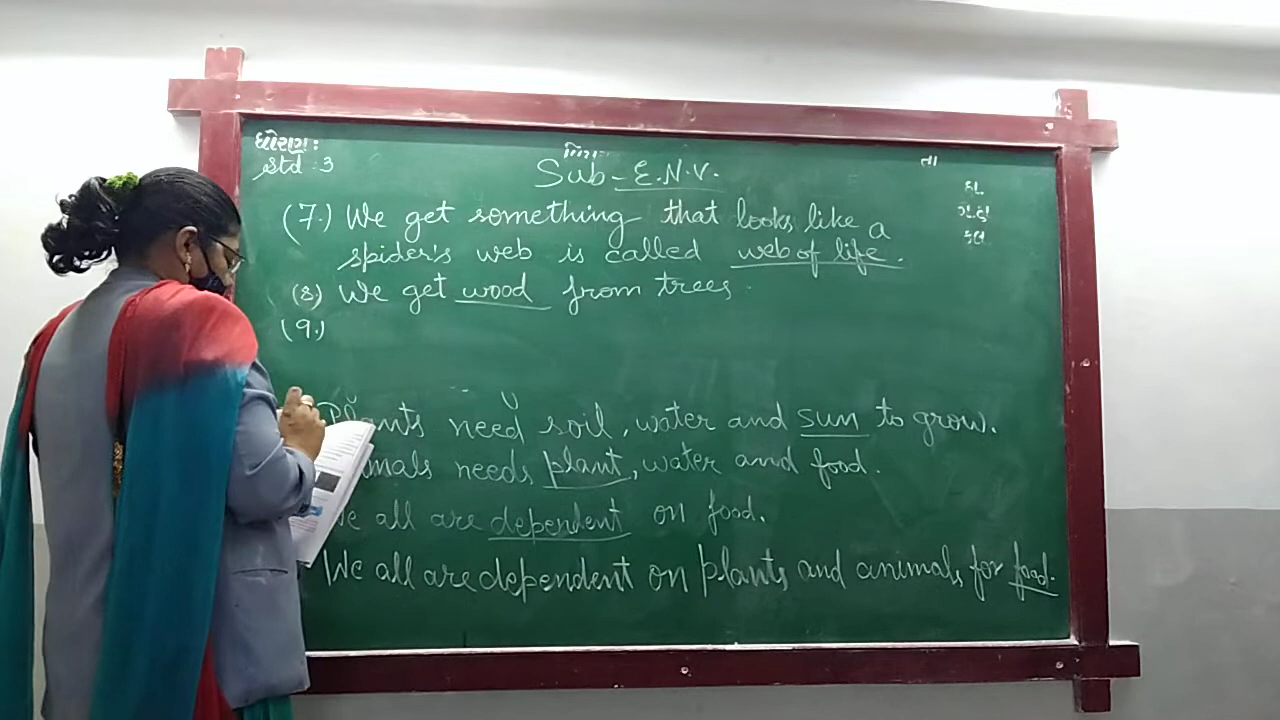 ધોરણ:
std :3
Sub-E.N.V.
તા
(7.) We get something that looks like a
spider's web is called web of life.
(8.) We get wood from trees.
(9.)
Plants need soil, water and sun to grow.
needs plant, water and food.
all are dependent on food.
We all are dependent on plants and animals for food.